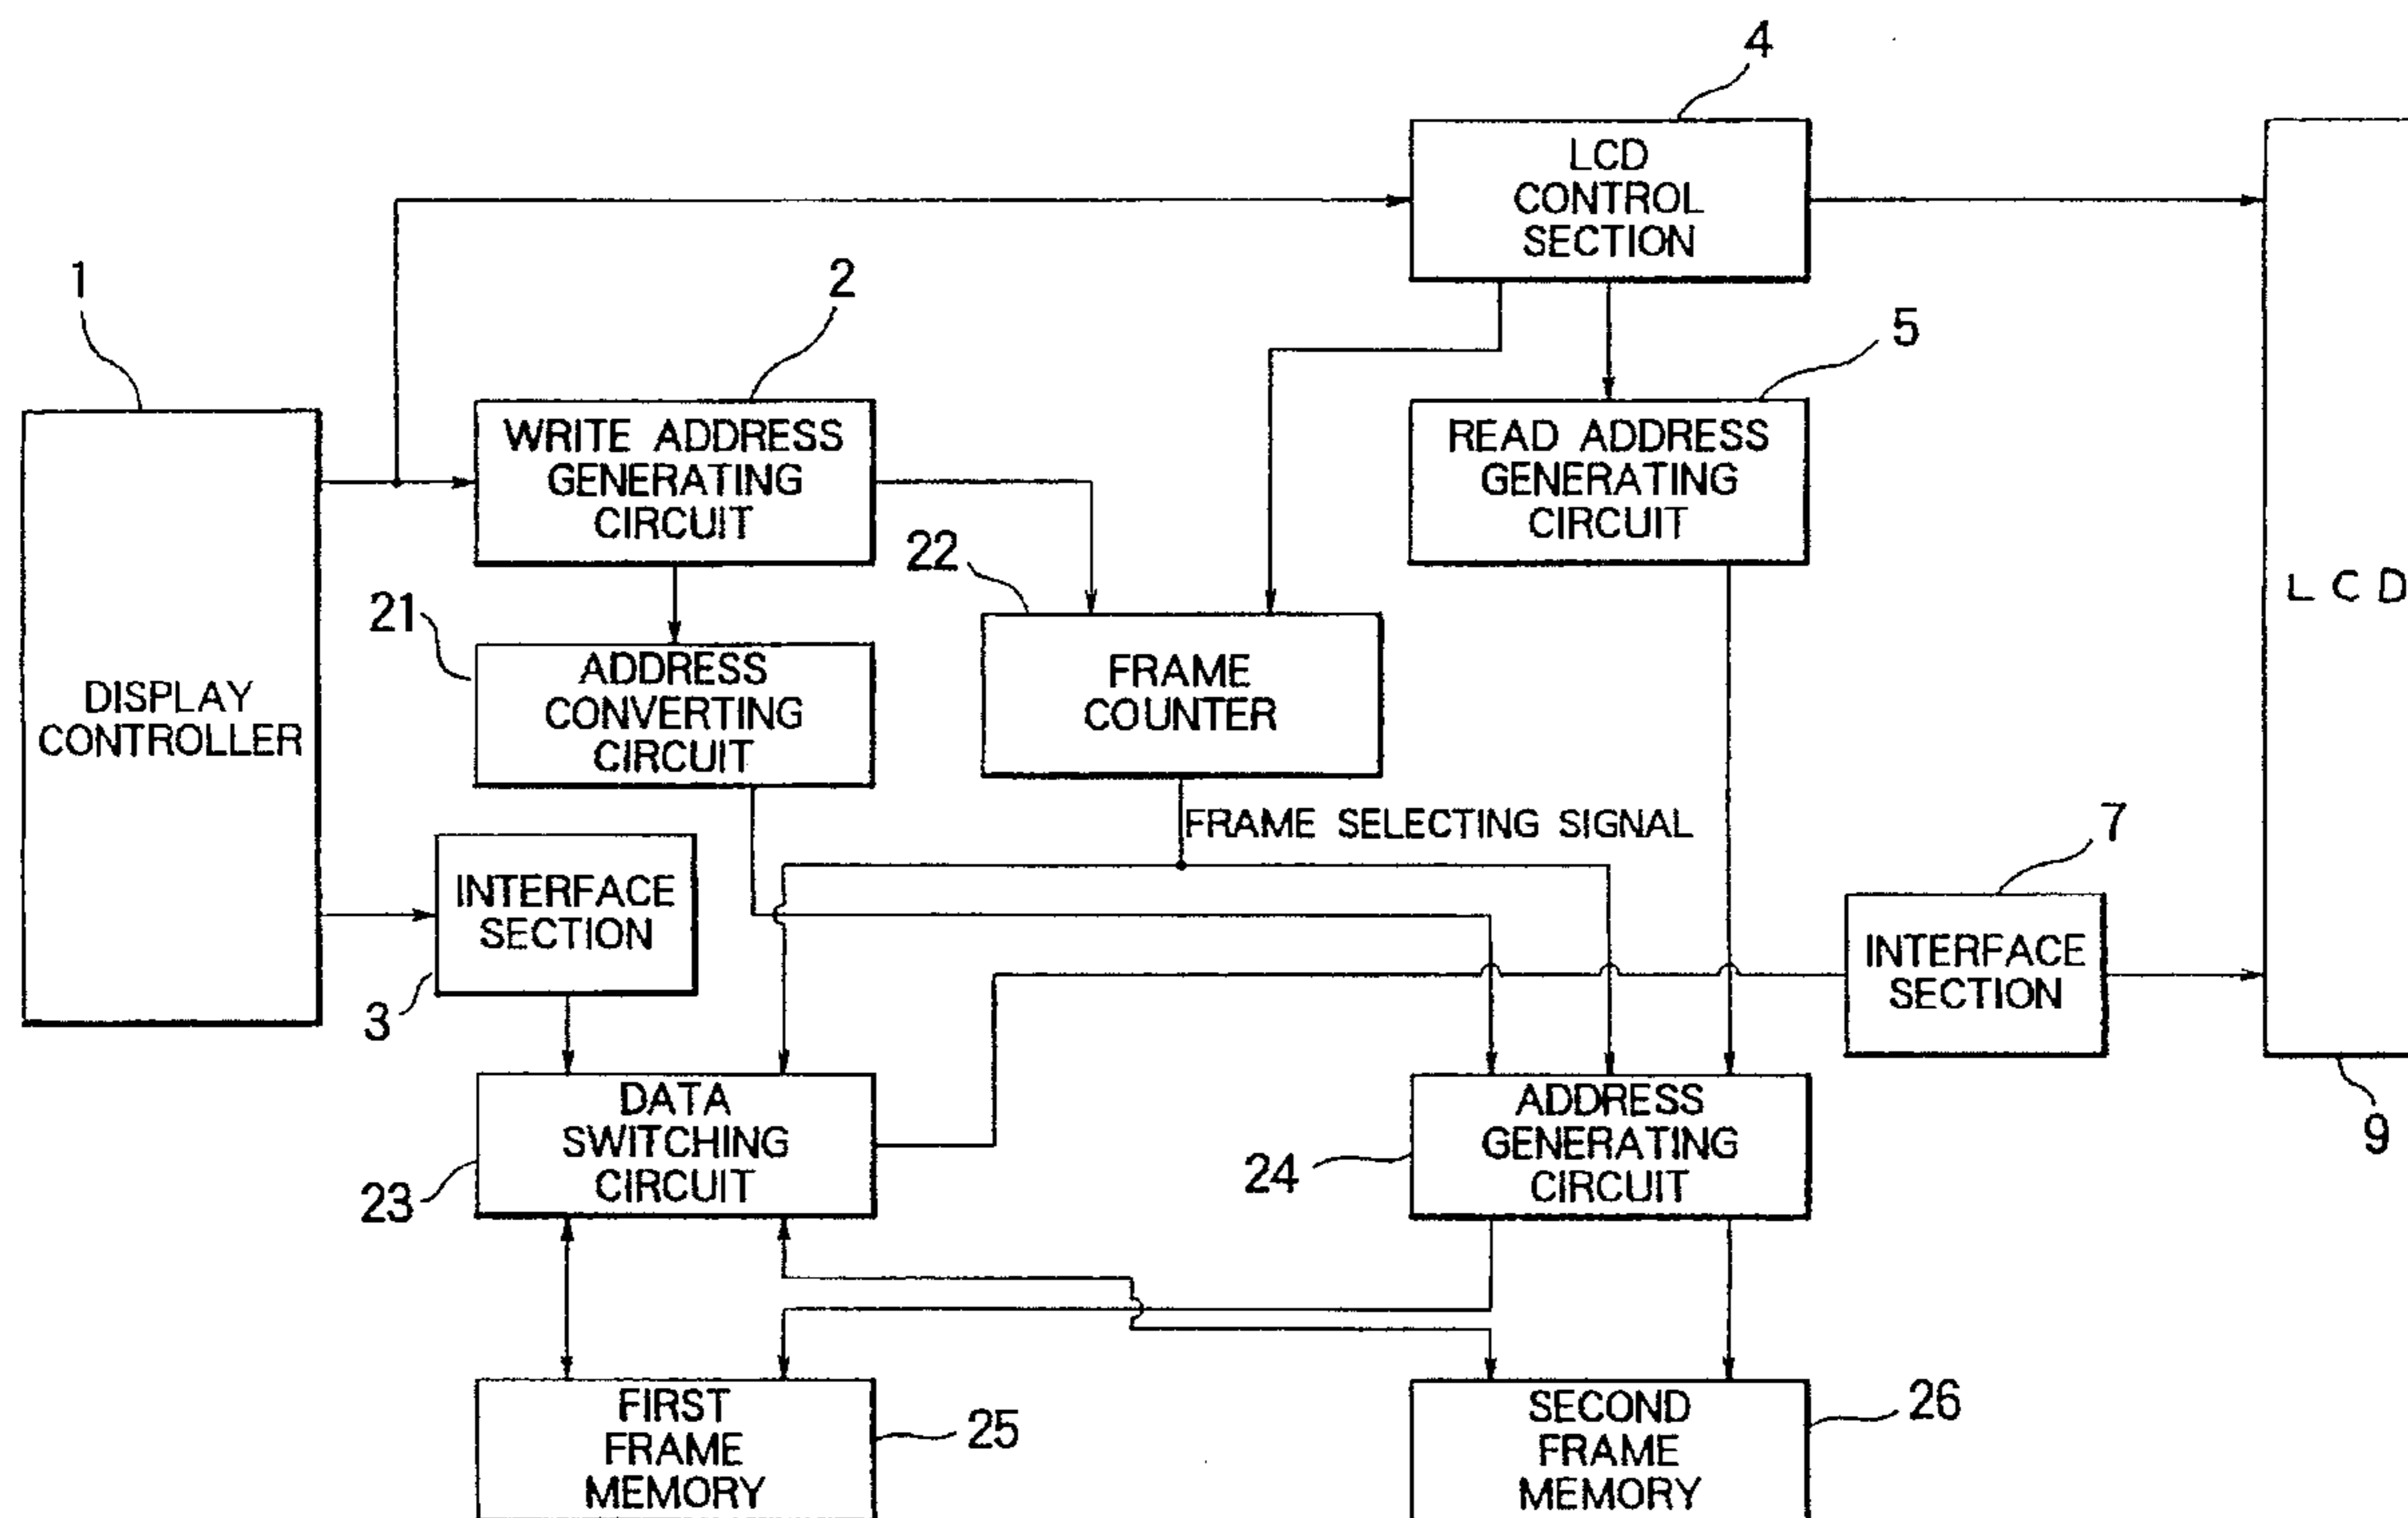 4
LCD
CONTROL
SECTION
1
2
5
WRITE ADDRESS
GENERATING
CIRCUIT
READ ADDRESS
GENERATING
CIRCUIT
22
L C D
21
ADDRESS
CONVERTING
CIRCUIT
FRAME
COUNTER
DISPLAY
CONTROLLER
FRAME SELECTING SIGNAL
7
INTERFACE
SECTION
INTERFACE
SECTION
3
DATA
SWITCHING
CIRCUIT
ADDRESS
GENERATING
CIRCUIT
9
23
24
FIRST
FRAME
MEMORY
25
SECOND
FRAME
MEMORY
26